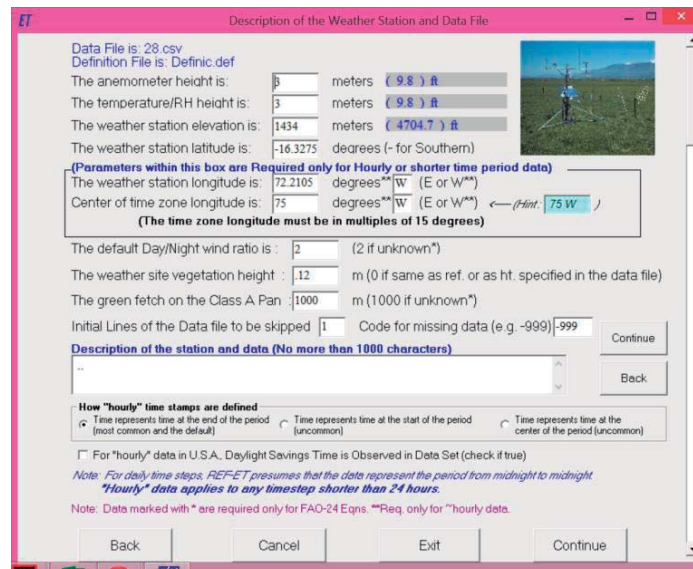 ET
Description of the Weather Station and Data File
Data File is: 28.csv
Definition File is: Definic.def
The anemometer height is: 3 meters ( 9.8 ) ft
The temperature/RH height is: 3 meters ( 9.8 ) ft
The weather station elevation is: 1434 meters ( 4704.7 ) ft
The weather station latitude is: -16.3275 degrees (- for Southern)
(Parameters within this box are Required only for Hourly or shorter time period data)
The weather station longitude is: 72.2105 degrees** W (E or W**)
Center of time zone longitude is: 75 degrees** W (E or W**) (Hint: 75 W )
(The time zone longitude must be in multiples of 15 degrees)
The default Day/Night wind ratio is : 2 (2 if unknown*)
The weather site vegetation height : .12 m (0 if same as ref. or as ht. specified in the data file)
The green fetch on the Class A Pan : 1000 m (1000 if unknown*)
Initial Lines of the Data file to be skipped 1 Code for missing data (e.g. -999) -999
Continue
Description of the station and data (No more than 1000 characters)
..
Back
How "hourly" time stamps are defined
Time represents time at the end of the period (most common and the default)
Time represents time at the start of the period (uncommon)
Time represents time at the center of the period (uncommon)
For "hourly" data in U.S.A., Daylight Savings Time is Observed in Data Set (check if true)
Note: For daily time steps, REF-ET presumes that the data represent the period from midnight to midnight.
"Hourly" data applies to any timestep shorter than 24 hours.
Note: Data marked with * are required only for FAO-24 Eqns. **Req. only for ~hourly data.
Back Cancel Exit Continue